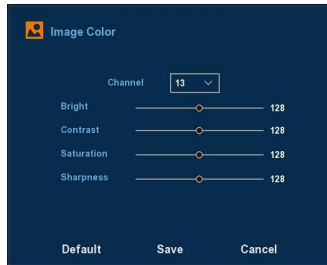 Image Color
Channel 13
Bright 128
Contrast 128
Saturation 128
Sharpness 128
Default Save Cancel